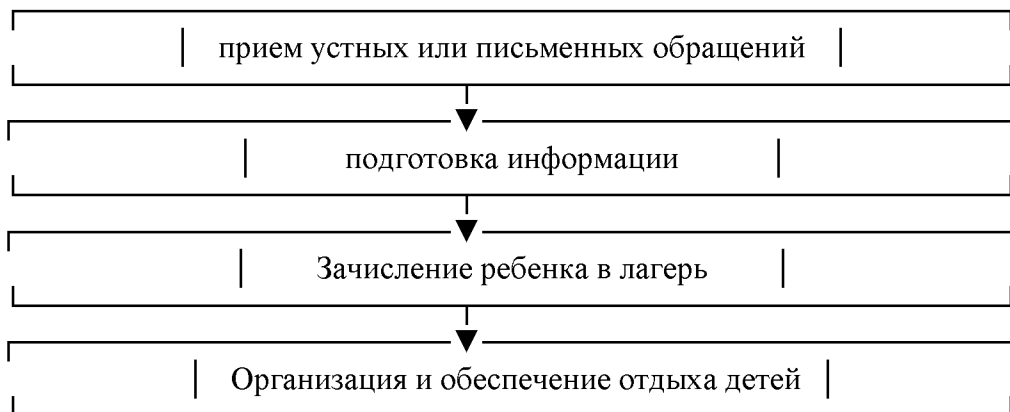 прием устных или письменных обращений
подготовка информации
Зачисление ребенка в лагерь
Организация и обеспечение отдыха детей